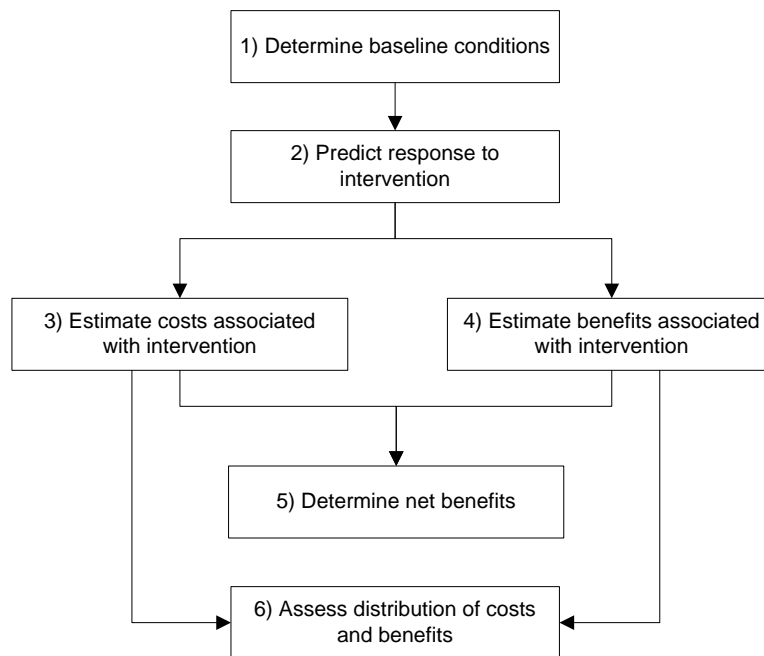 1) Determine baseline conditions
2) Predict response to
intervention
3) Estimate costs associated
with intervention
4) Estimate benefits associated
with intervention
5) Determine net benefits
6) Assess distribution of costs
and benefits